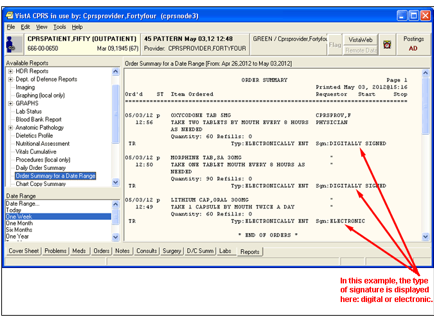 VistA CPRS in use by: Cprsprovider,Fortyfour (cprsnode3)
File Edit View Tools Help
CPRSPATIENT,FIFTY (OUTPATIENT) 45 PATTERN May 03,12 12:48 GREEN / Cprsprovider,Fortyfou Flag VistaWeb Remote Data Postings
666-00-0650 Mar 09,1945 (67) Provider: CPRSPROVIDER,FORTYFOUR AD
Available Reports Order Summary for a Date Range [From: Apr 26,2012 to May 03,2012]
HDR Reports
Dept. of Defense Reports
Imaging
Graphing (local only)
GRAPHS
Lab Status
Blood Bank Report
Anatomic Pathology
Dietetics Profile
Nutritional Assessment
Vitals Cumulative
Procedures (local only)
Daily Order Summary
Order Summary for a Date Range
Chart Copy Summary
Date Range
Date Range...
Today
One Week
One Month
Six Months
One Year
ORDER SUMMARY Page 1
Printed May 03, 2012@15:16
Ord'd ST Item Ordered Requestor Start Stop
05/03/12 p OXYCODONE TAB 5MG CPRSPROV,F
12:56 TAKE TWO TABLETS BY MOUTH EVERY 8 HOURS PHYSICIAN
AS NEEDED
Quantity: 60 Refills: 0
TR Typ:ELECTRONICALLY ENT Sgn:DIGITALLY SIGNED
05/03/12 p MORPHINE TAB,SA 30MG "
12:50 TAKE ONE TABLET MOUTH EVERY 8 HOURS AS "
NEEDED
Quantity: 90 Refills: 0
TR Typ:ELECTRONICALLY ENT Sgn:DIGITALLY SIGNED
05/03/12 p LITHIUM CAP,ORAL 300MG "
12:49 TAKE 1 CAPSULE BY MOUTH TWICE A DAY "
Quantity: 60 Refills: 0
TR Typ:ELECTRONICALLY ENT Sgn:ELECTRONIC
* END OF ORDERS *
Cover Sheet Problems Meds Orders Notes Consults Surgery D/C Summ Labs Reports
In this example, the type
of signature is displayed
here: digital or electronic.